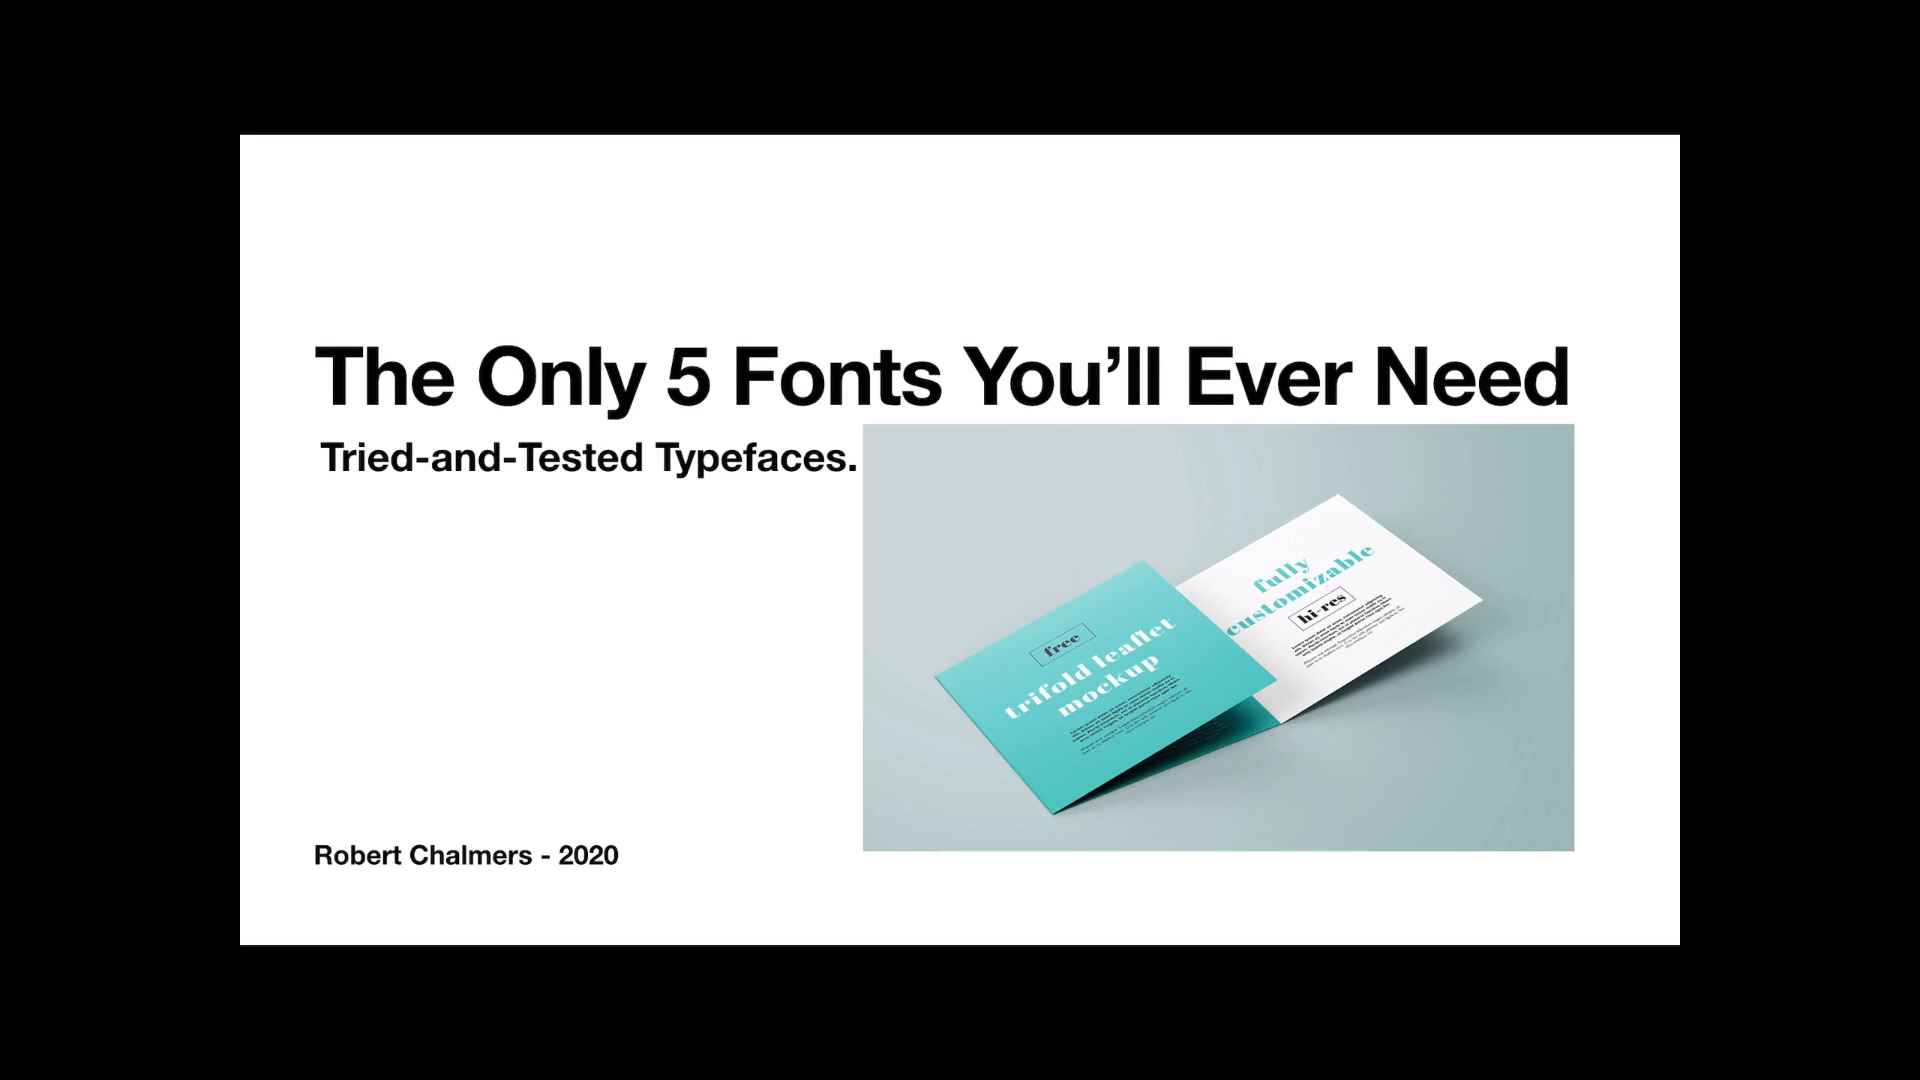 The Only 5 Fonts You’ll Ever Need
Tried-and-Tested Typefaces.
free
trifold leaflet
mockup
fully
customizable
hi-res
Robert Chalmers - 2020